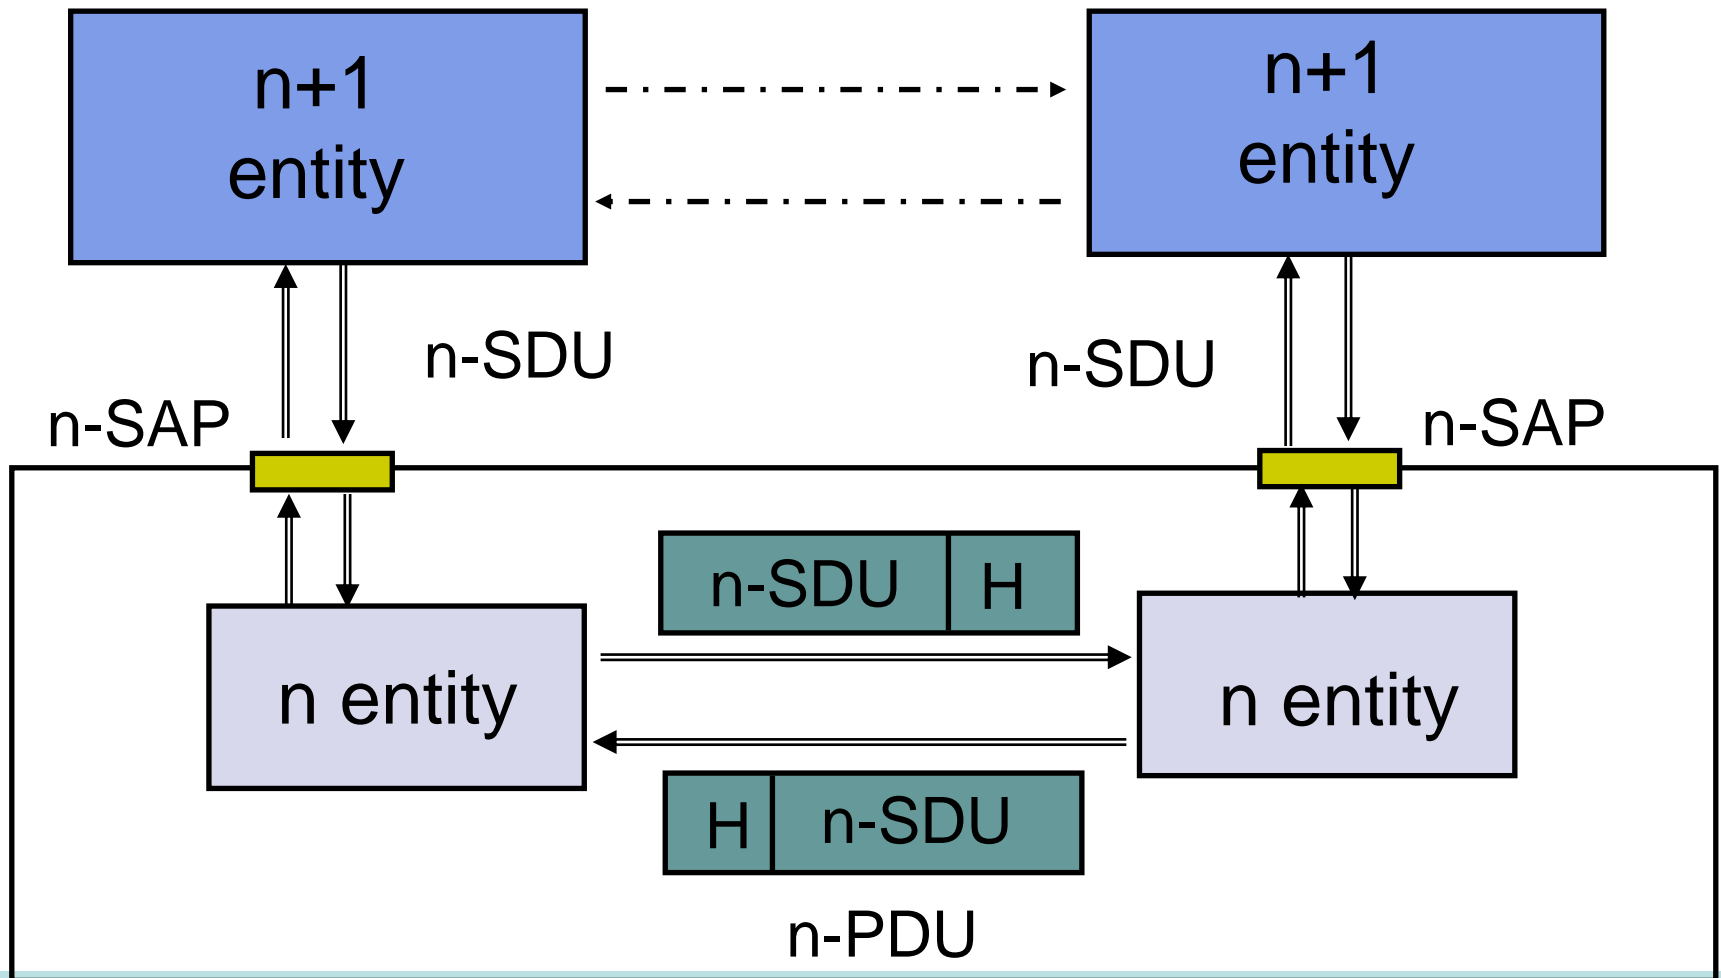 n+1
entity
n+1
entity
n-SDU
n-SDU
n-SAP
n-SAP
n-SDU H
n entity
n entity
H n-SDU
n-PDU